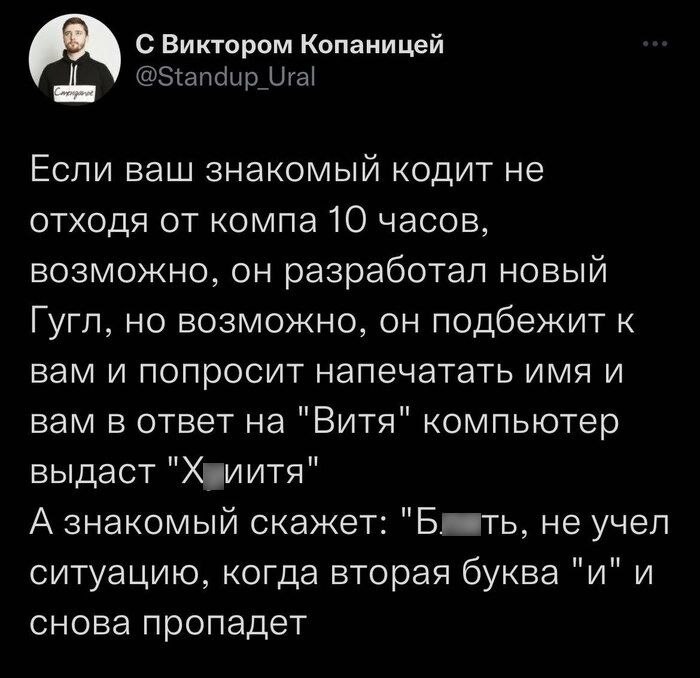 С Виктором Копаницей
@Standup_Ural
Стендапое
Если ваш знакомый кодит не
отходя от компа 10 часов,
возможно, он разработал новый
Гугл, но возможно, он подбежит к
вам и попросит напечатать имя и
вам в ответ на "Витя" компьютер
выдаст "Х иитя"
А знакомый скажет: "Б ть, не учел
ситуацию, когда вторая буква "и" и
снова пропадет